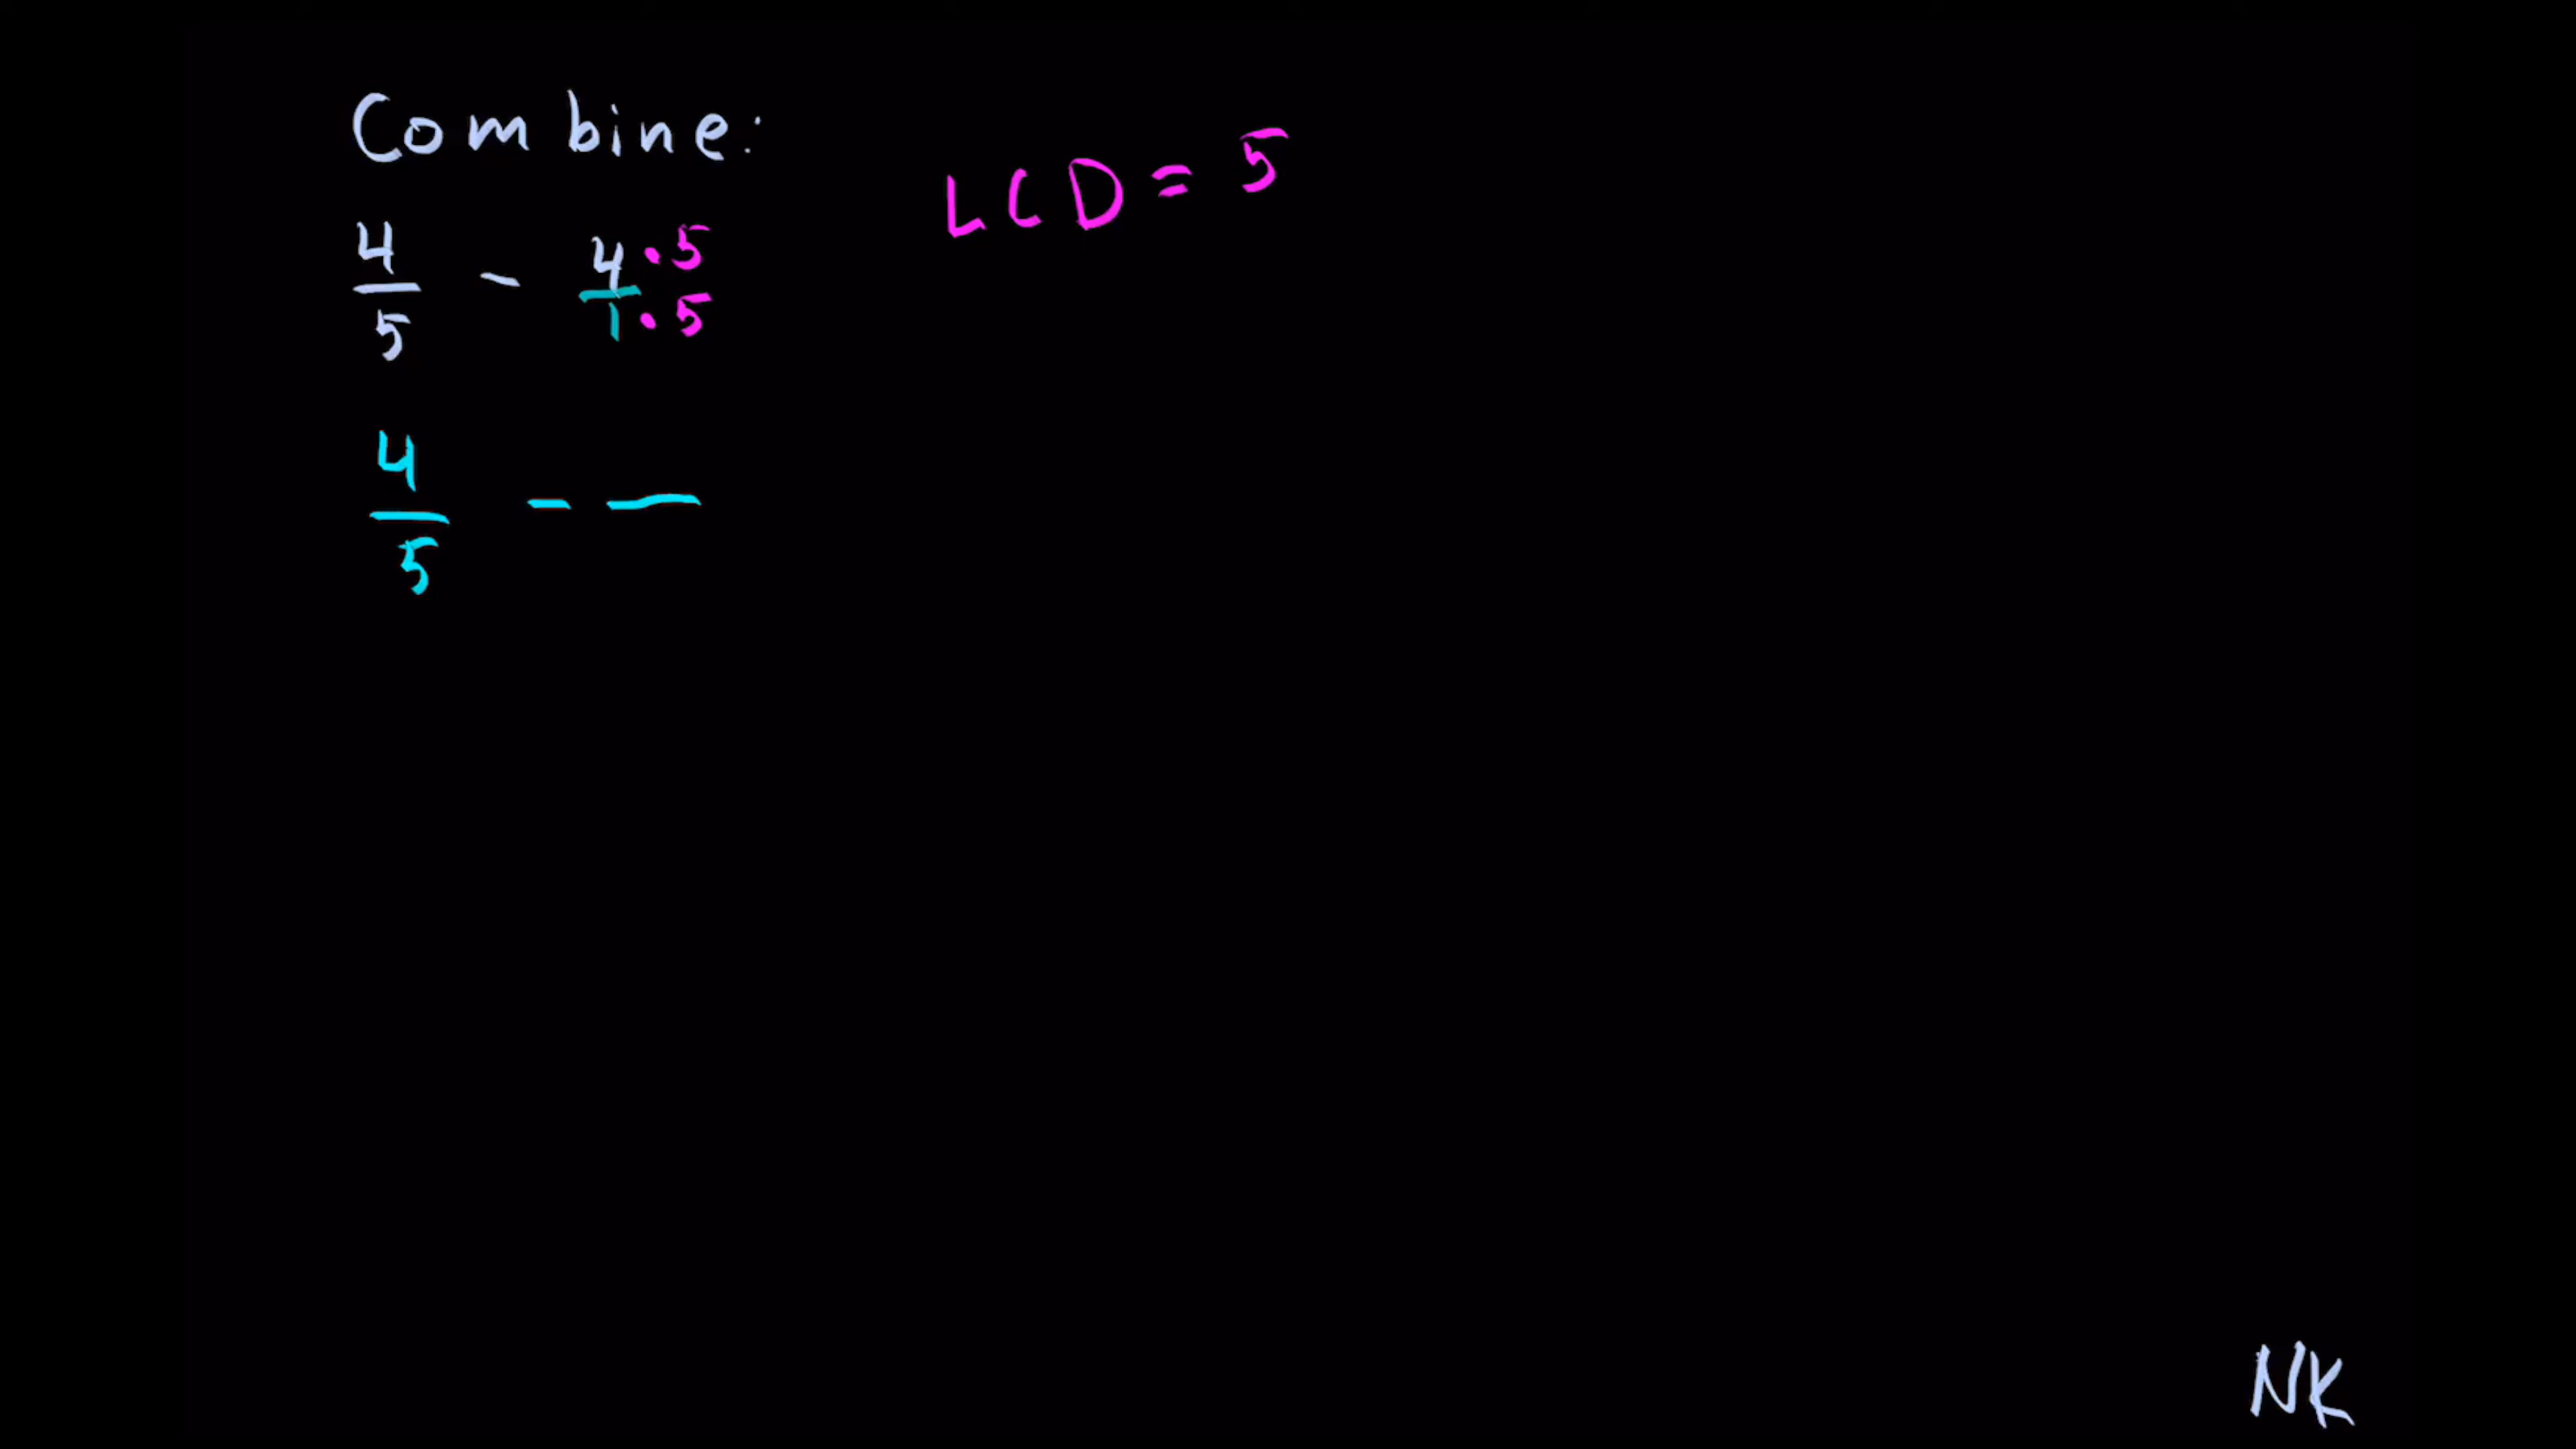 Combine:
LCD = 5
4/5 - 4·5/1·5
4/5 - —
NK